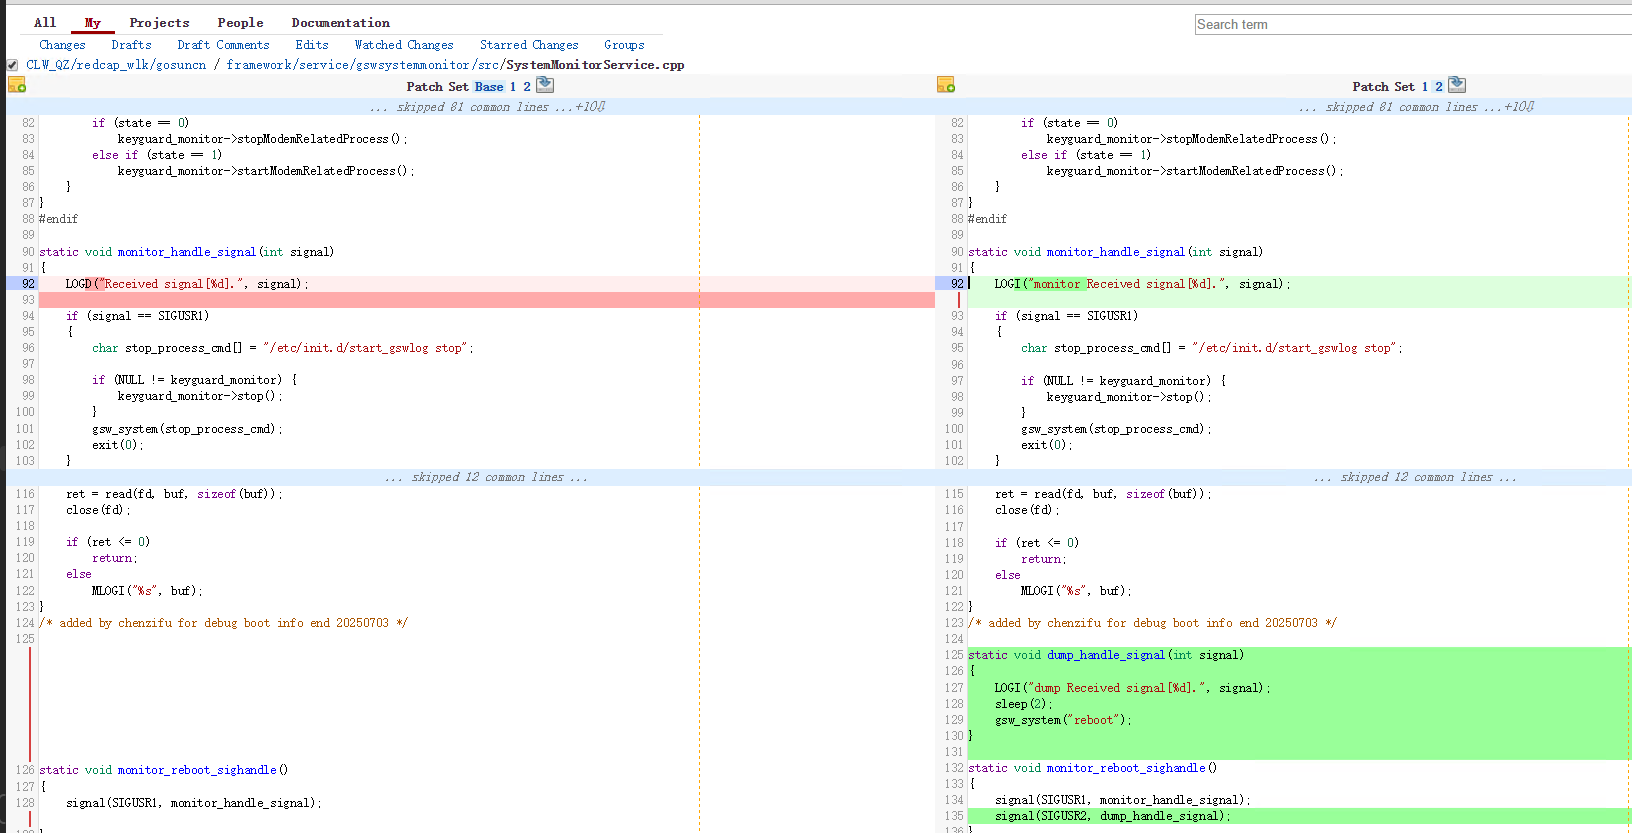 All My Projects People Documentation
Search term
Changes Drafts Draft Comments Edits Watched Changes Starred Changes Groups
CLW_QZ/redcap_wlk/gosuncn / framework/service/gswsystemmonitor/src/SystemMonitorService.cpp
Patch Set Base 1 2
... skipped 81 common lines ...+10⇩
82         if (state == 0)
83             keyguard_monitor->stopModemRelatedProcess();
84         else if (state == 1)
85             keyguard_monitor->startModemRelatedProcess();
86     }
87 }
88 #endif
89
90 static void monitor_handle_signal(int signal)
91 {
92     LOGD("Received signal[%d].", signal);
93
94     if (signal == SIGUSR1)
95     {
96         char stop_process_cmd[] = "/etc/init.d/start_gswlog stop";
97
98         if (NULL != keyguard_monitor) {
99             keyguard_monitor->stop();
100         }
101         gsw_system(stop_process_cmd);
102         exit(0);
103     }
... skipped 12 common lines ...
116     ret = read(fd, buf, sizeof(buf));
117     close(fd);
118
119     if (ret <= 0)
120         return;
121     else
122         MLOGI("%s", buf);
123 }
124 /* added by chenzifu for debug boot info end 20250703 */
125
126 static void monitor_reboot_sighandle()
127 {
128     signal(SIGUSR1, monitor_handle_signal);
Patch Set 1 2
... skipped 81 common lines ...+10⇩
82         if (state == 0)
83             keyguard_monitor->stopModemRelatedProcess();
84         else if (state == 1)
85             keyguard_monitor->startModemRelatedProcess();
86     }
87 }
88 #endif
89
90 static void monitor_handle_signal(int signal)
91 {
92     LOGI("monitor Received signal[%d].", signal);
93     if (signal == SIGUSR1)
94     {
95         char stop_process_cmd[] = "/etc/init.d/start_gswlog stop";
96
97         if (NULL != keyguard_monitor) {
98             keyguard_monitor->stop();
99         }
100         gsw_system(stop_process_cmd);
101         exit(0);
102     }
... skipped 12 common lines ...
115     ret = read(fd, buf, sizeof(buf));
116     close(fd);
117
118     if (ret <= 0)
119         return;
120     else
121         MLOGI("%s", buf);
122 }
123 /* added by chenzifu for debug boot info end 20250703 */
124
125 static void dump_handle_signal(int signal)
126 {
127     LOGI("dump Received signal[%d].", signal);
128     sleep(2);
129     gsw_system("reboot");
130 }
131
132 static void monitor_reboot_sighandle()
133 {
134     signal(SIGUSR1, monitor_handle_signal);
135     signal(SIGUSR2, dump_handle_signal);
136 }